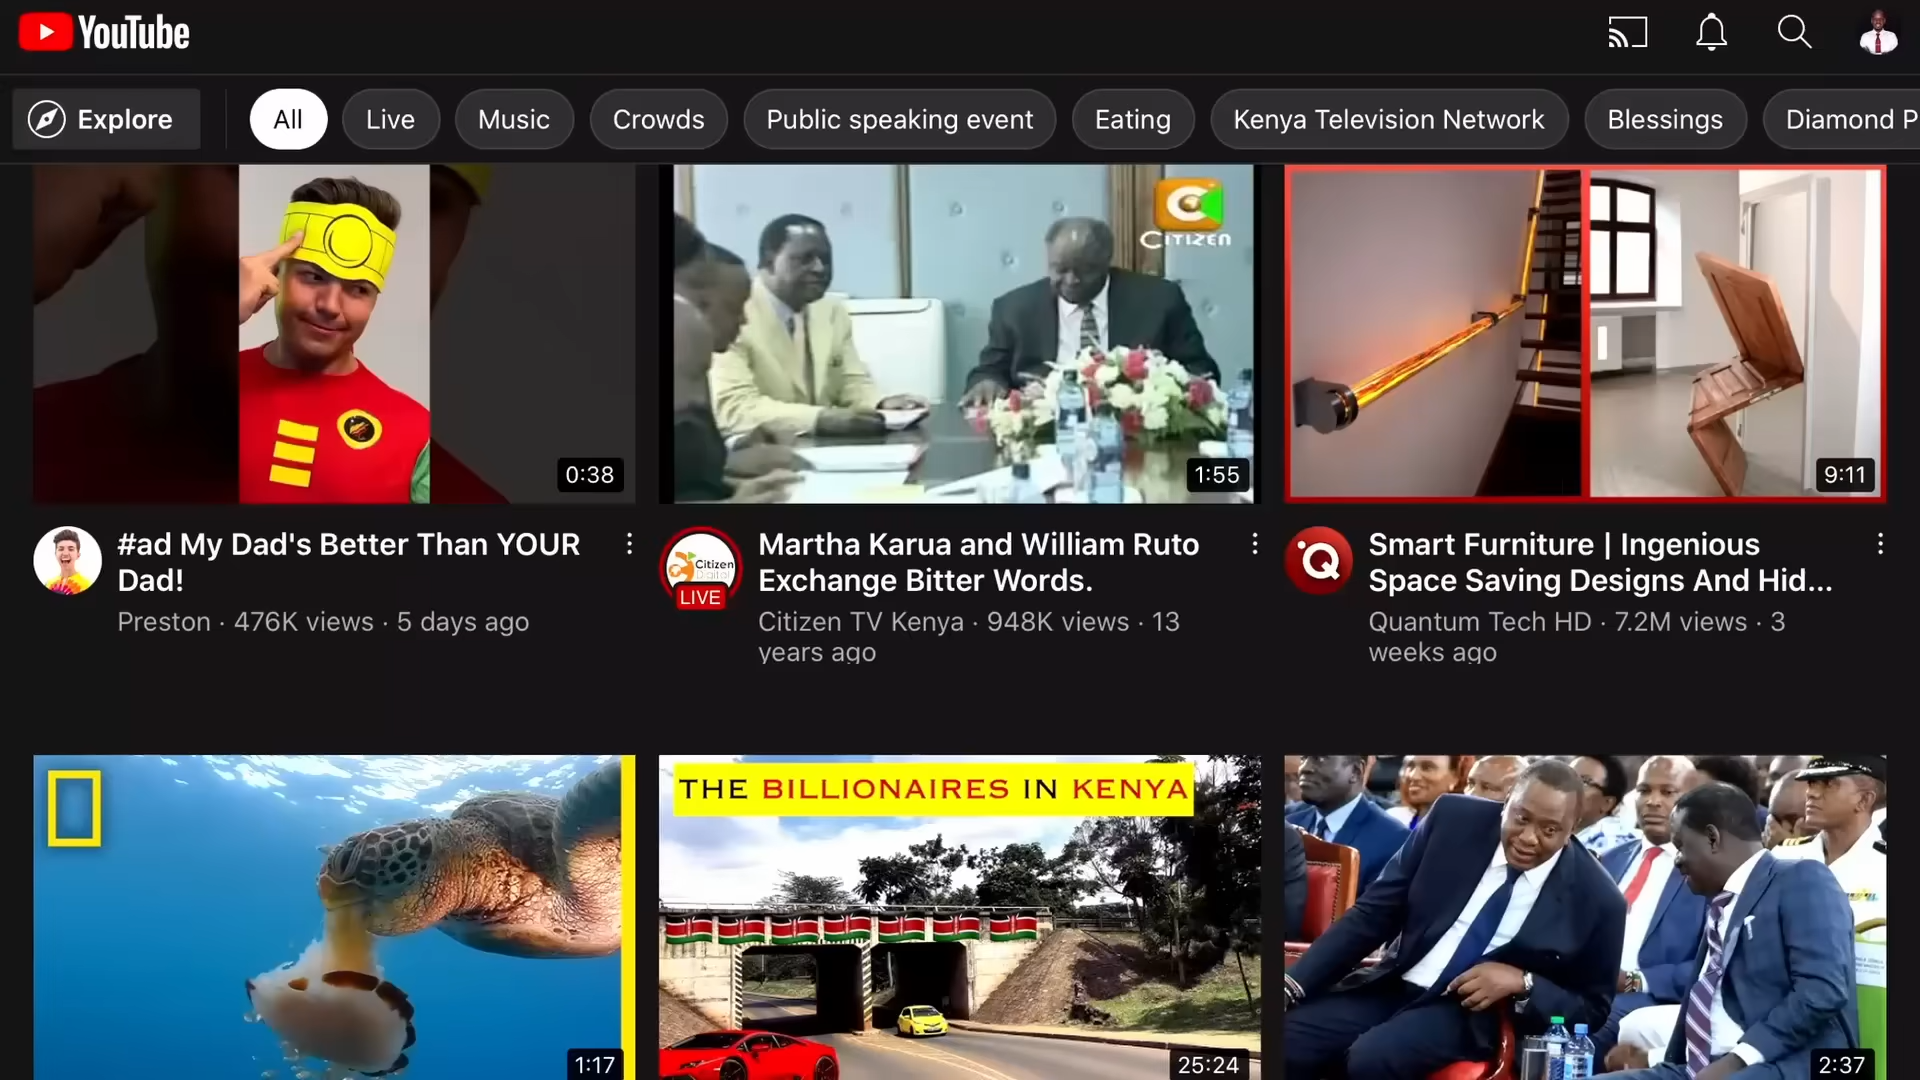 YouTube
Explore
All
Live
Music
Crowds
Public speaking event
Eating
Kenya Television Network
Blessings
Diamond P
CITIZEN
0:38
1:55
9:11
#ad My Dad's Better Than YOUR
Dad!
Preston · 476K views · 5 days ago
Citizen
Digital
LIVE
Martha Karua and William Ruto
Exchange Bitter Words.
Citizen TV Kenya · 948K views · 13
years ago
Q
Smart Furniture | Ingenious
Space Saving Designs And Hid...
Quantum Tech HD · 7.2M views · 3
weeks ago
THE BILLIONAIRES IN KENYA
1:17
25:24
2:37